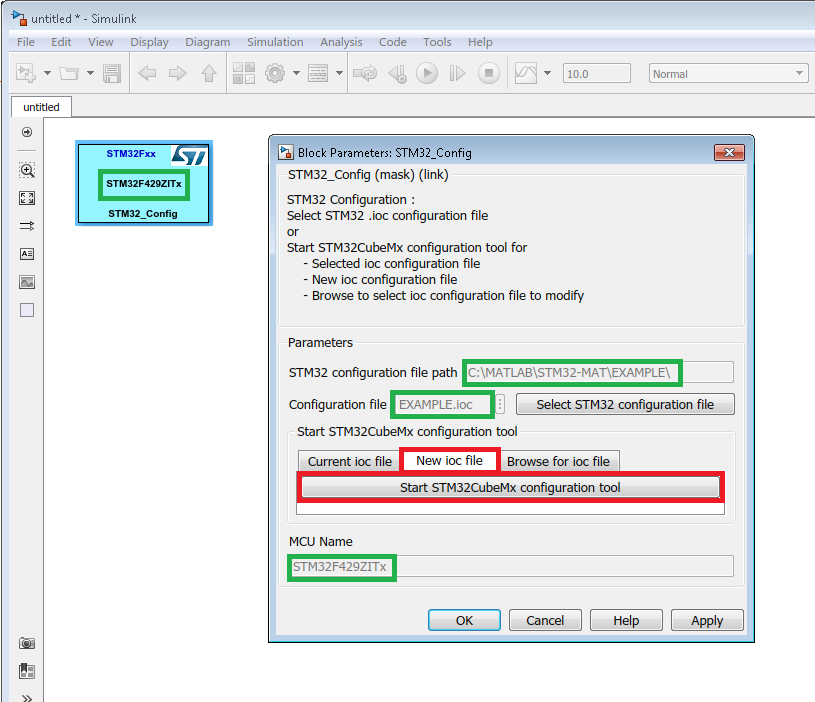 untitled * - Simulink
File Edit View Display Diagram Simulation Analysis Code Tools Help
10.0 Normal
untitled
STM32Fxx ST
STM32F429ZITx
STM32_Config
Block Parameters: STM32_Config
STM32_Config (mask) (link)
STM32 Configuration :
Select STM32 .ioc configuration file
or
Start STM32CubeMx configuration tool for
- Selected ioc configuration file
- New ioc configuration file
- Browse to select ioc configuration file to modify
Parameters
STM32 configuration file path C:\MATLAB\STM32-MAT\EXAMPLE\
Configuration file EXAMPLE.ioc Select STM32 configuration file
Start STM32CubeMx configuration tool
Current ioc file New ioc file Browse for ioc file
Start STM32CubeMx configuration tool
MCU Name
STM32F429ZITx
OK Cancel Help Apply